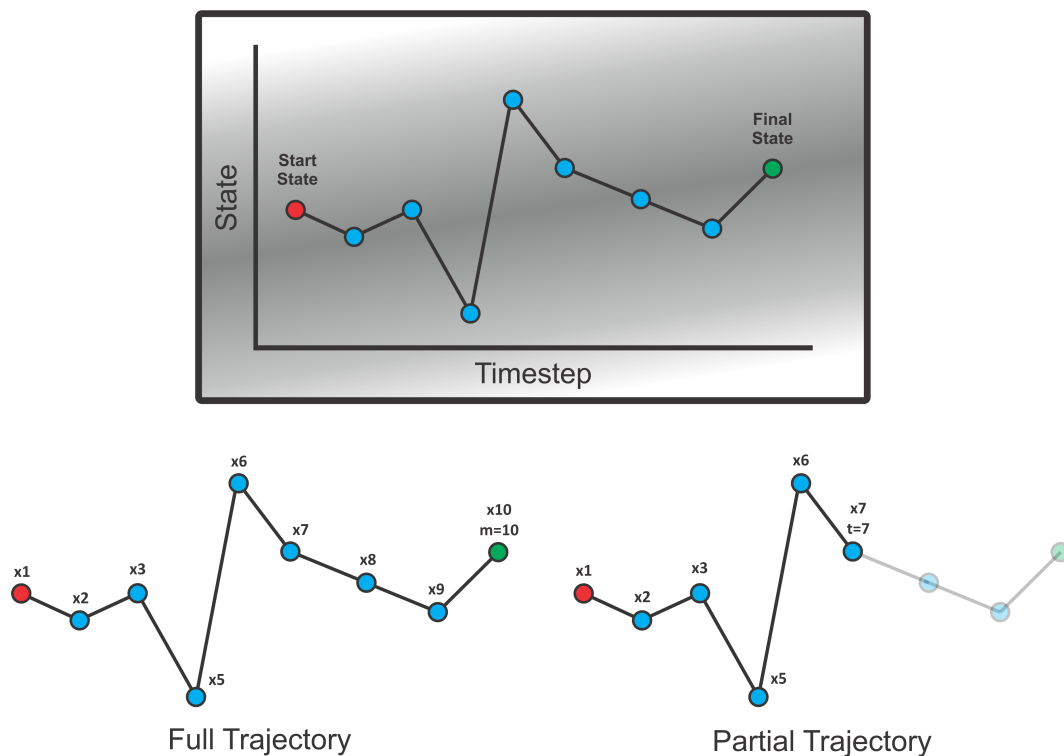 Start
State
Final
State
State
Timestep
x1
x2
x3
x5
x6
x7
x8
x9
x10
m=10
Full Trajectory
x1
x2
x3
x5
x6
x7
t=7
Partial Trajectory